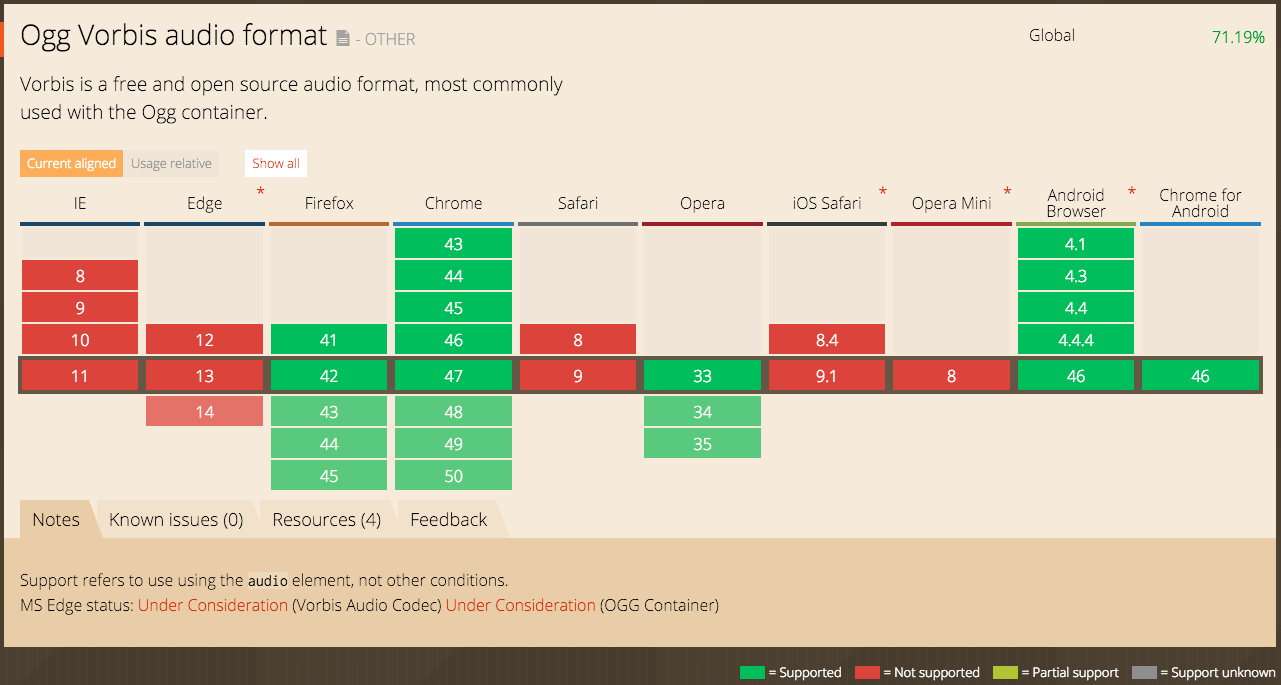 Ogg Vorbis audio format - OTHER Global 71.19%
Vorbis is a free and open source audio format, most commonly
used with the Ogg container.
Current aligned Usage relative Show all
IE Edge * Firefox Chrome Safari Opera iOS Safari * Opera Mini * Android Browser * Chrome for Android
43 4.1
8 44 4.3
9 45 4.4
10 12 41 46 8 8.4 4.4.4
11 13 42 47 9 33 9.1 8 46 46
14 43 48 34
44 49 35
45 50
Notes Known issues (0) Resources (4) Feedback
Support refers to use using the audio element, not other conditions.
MS Edge status: Under Consideration (Vorbis Audio Codec) Under Consideration (OGG Container)
= Supported = Not supported = Partial support = Support unknown